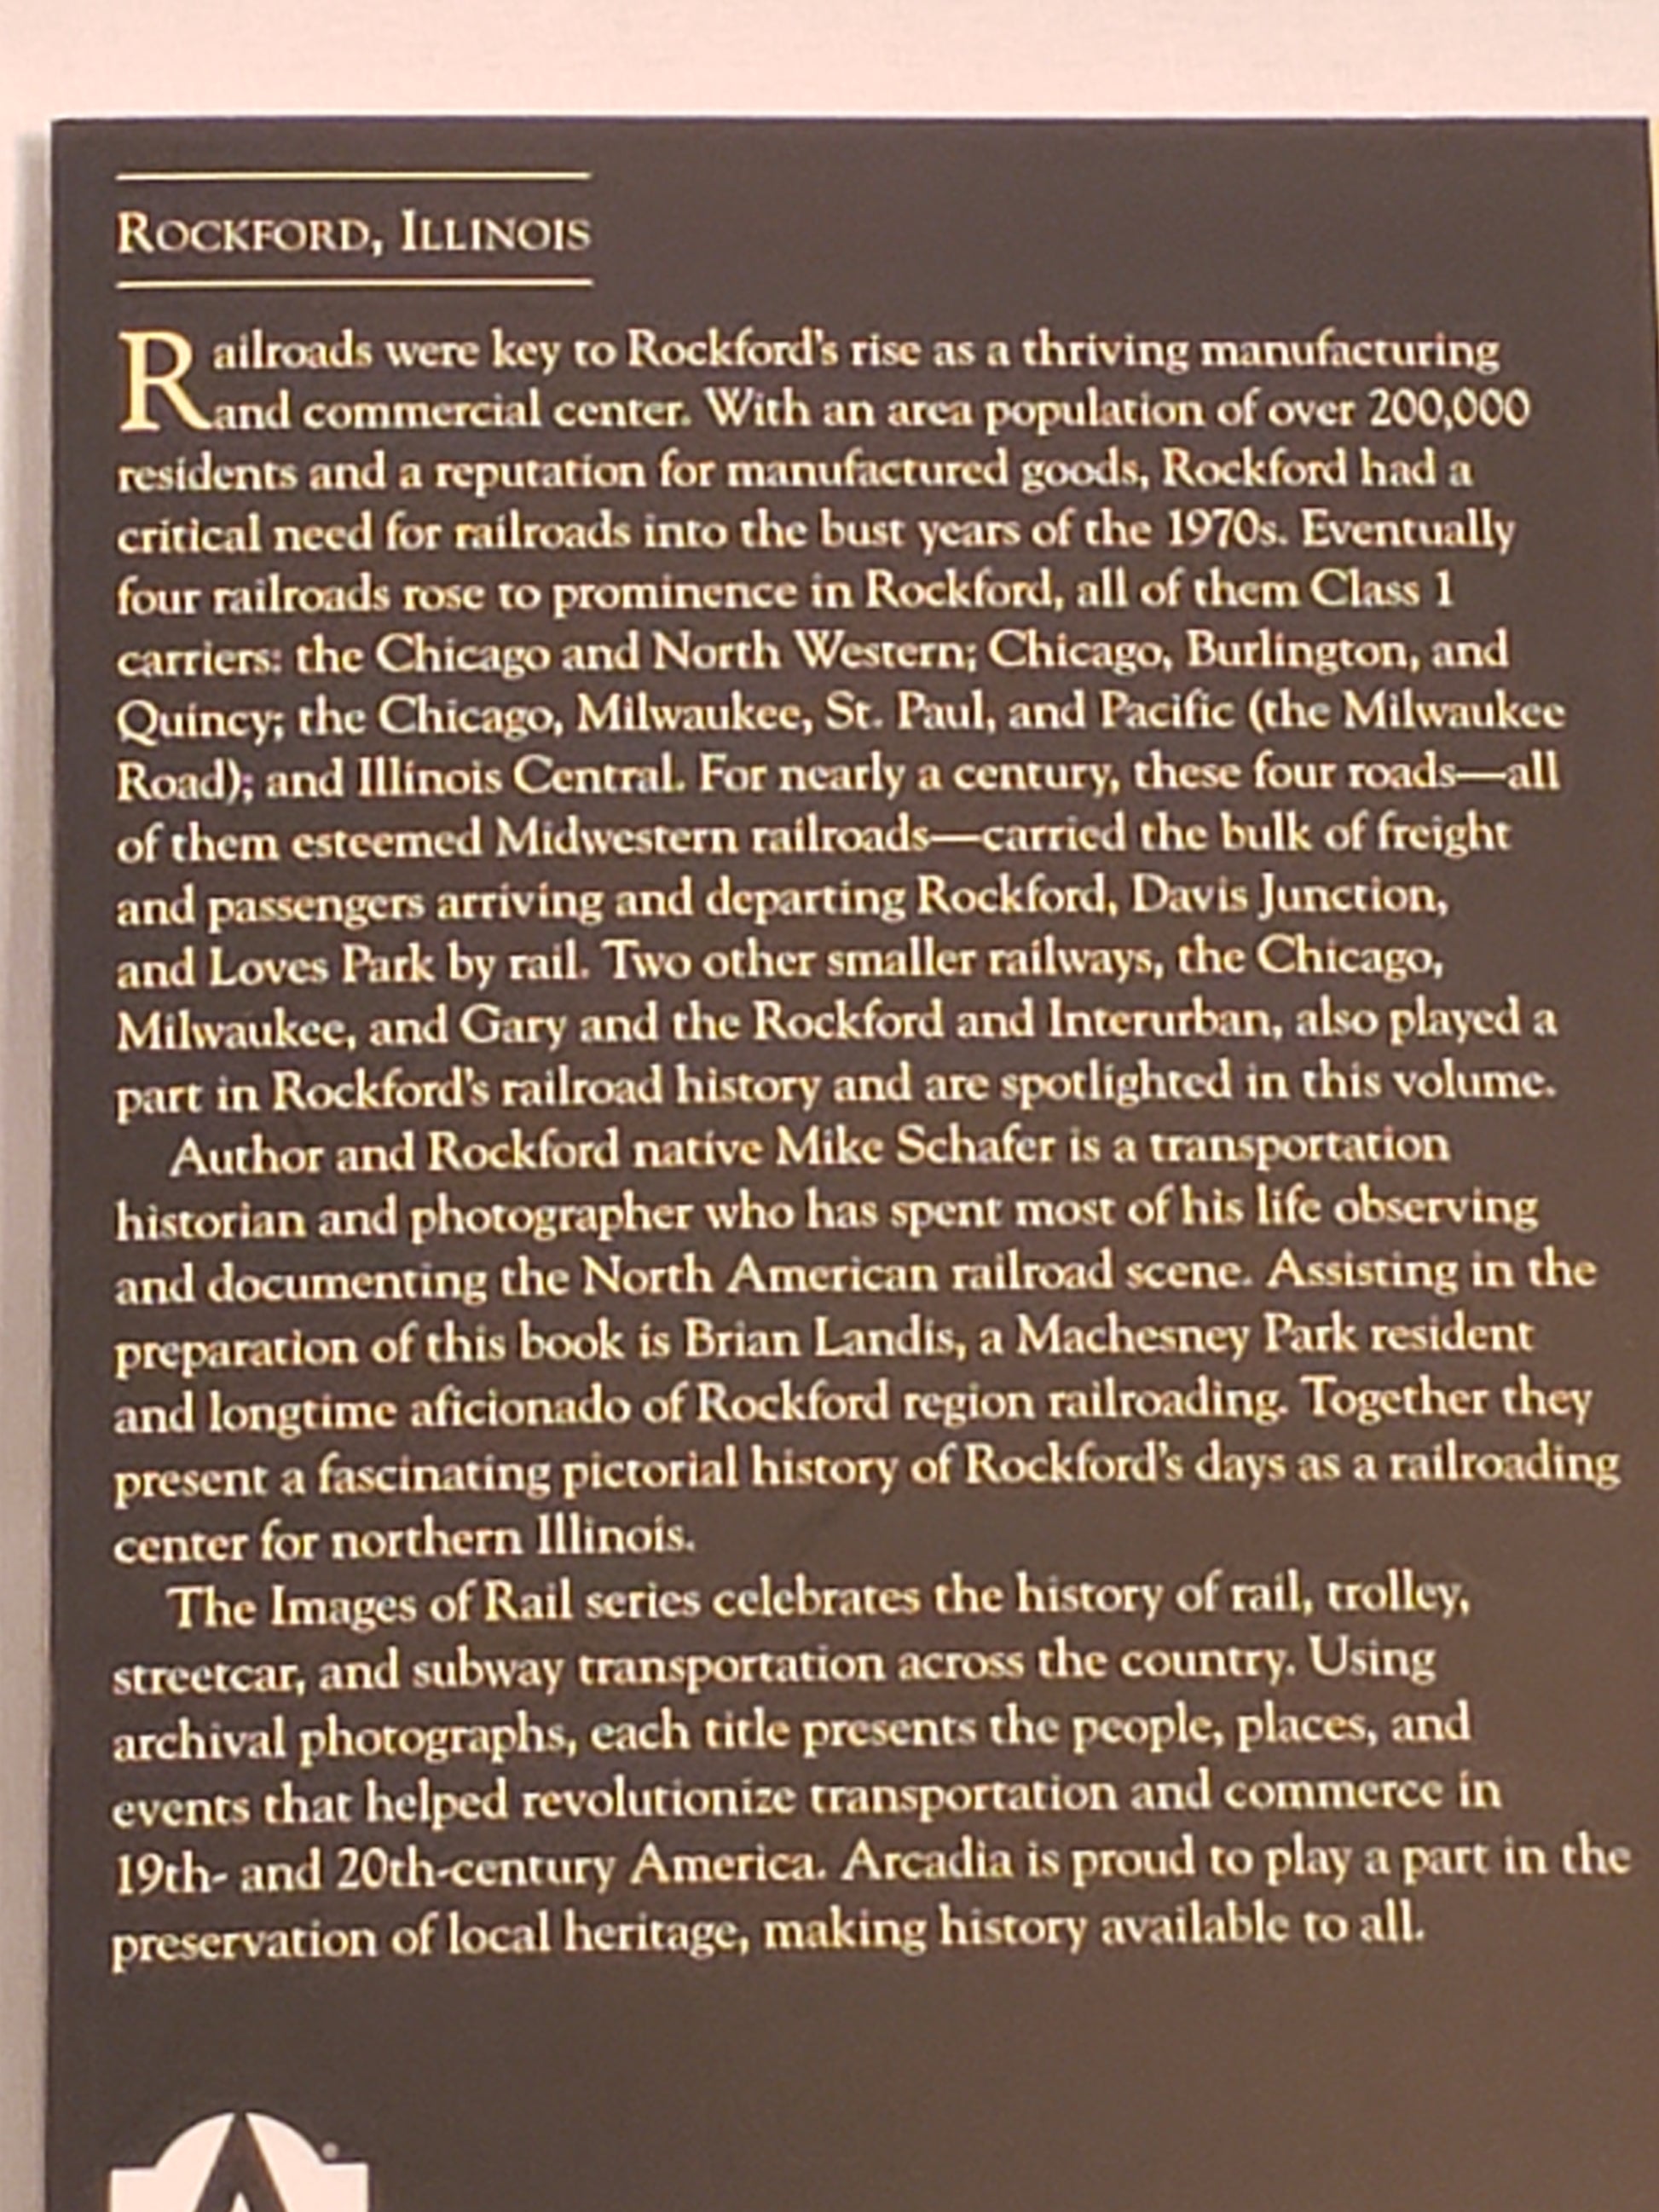 ROCKFORD, ILLINOIS
Railroads were key to Rockford's rise as a thriving manufacturing
and commercial center. With an area population of over 200,000
residents and a reputation for manufactured goods, Rockford had a
critical need for railroads into the bust years of the 1970s. Eventually
four railroads rose to prominence in Rockford, all of them Class 1
carriers: the Chicago and North Western; Chicago, Burlington, and
Quincy; the Chicago, Milwaukee, St. Paul, and Pacific (the Milwaukee
Road); and Illinois Central. For nearly a century, these four roads—all
of them esteemed Midwestern railroads—carried the bulk of freight
and passengers arriving and departing Rockford, Davis Junction,
and Loves Park by rail. Two other smaller railways, the Chicago,
Milwaukee, and Gary and the Rockford and Interurban, also played a
part in Rockford's railroad history and are spotlighted in this volume.
Author and Rockford native Mike Schafer is a transportation
historian and photographer who has spent most of his life observing
and documenting the North American railroad scene. Assisting in the
preparation of this book is Brian Landis, a Machesney Park resident
and longtime aficionado of Rockford region railroading. Together they
present a fascinating pictorial history of Rockford's days as a railroading
center for northern Illinois.
The Images of Rail series celebrates the history of rail, trolley,
streetcar, and subway transportation across the country. Using
archival photographs, each title presents the people, places, and
events that helped revolutionize transportation and commerce in
19th- and 20th-century America. Arcadia is proud to play a part in the
preservation of local heritage, making history available to all.